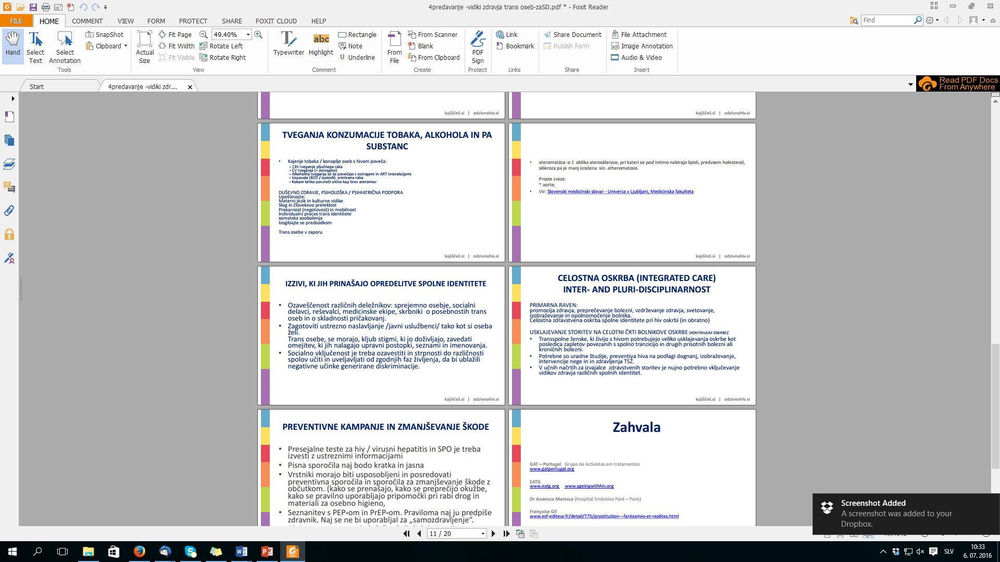 4predavanje -vidiki zdravja trans oseb-zaSD.pdf * - Foxit Reader
FILE HOME COMMENT VIEW FORM PROTECT SHARE FOXIT CLOUD HELP
Find
Hand
Select Text
Select Annotation
SnapShot
Clipboard
Tools
Actual Size
Fit Page
Fit Width
Fit Visible
49.40%
Rotate Left
Rotate Right
View
Typewriter
abc
Highlight
Rectangle
Note
Underline
Comment
From File
From Scanner
Blank
From Clipboard
Create
PDF Sign
Protect
Link
Bookmark
Links
Share Document
Publish Form
Share
File Attachment
Image Annotation
Audio & Video
Insert
Start
4predavanje -vidiki zdr...
Read PDF Docs
From Anywhere
kajiščeš.si | odzivnahiv.si
kajiščeš.si | odzivnahiv.si
TVEGANJA KONZUMACIJE TOBAKA, ALKOHOLA IN PA
SUBSTANC
• Kajenje tobaka / konoplje oseb s hivom poveča:
• 13X tveganje pljučnega raka
• CV tveganja (+ estrogeni)
• Alkoholna tveganja se še povečajo z estrogeni in ART interakcijami
• Uspavala (BZD / opioidi) pretirana raba
• Kokain lahko povzroči srčno kap brez ateromov
DUŠEVNO ZDRAVJE, PSIHOLOŠKA / PSIHIATRIČNA PODPORA
Upoštevajte:
Materni jezik in kulturne vidike
Slog in človekovo preteklost
Prekarnost (negotovost) in mobilnost
Individualni proces trans identitete
somatska soobolenja
Izogibajte se predsodkom
Trans osebe v zaporu
kajiščeš.si | odzivnahiv.si
• ateromatóza -e ž oblika ateroskleroze, pri kateri se pod intimo nabirajo lipidi, predvsem holesterol,
skleroza pa je manj izražena sin. atheromatosis
Proste zveze:
~ aorte;
• Vir: Slovenski medicinski slovar - Univerza v Ljubljani, Medicinska fakulteta
kajiščeš.si | odzivnahiv.si
IZZIVI, KI JIH PRINAŠAJO OPREDELITVE SPOLNE IDENTITETE
• Ozaveščenost različnih deležnikov: sprejemno osebje, socialni
delavci, reševalci, medicinske ekipe, skrbniki o posebnostih trans
oseb in o skladnosti pričakovanj.
• Zagotoviti ustrezno naslavljanje /javni uslužbenci/ tako kot si oseba
želi.
Trans osebe, se morajo, kljub stigmi, ki jo doživljajo, zavedati
omejitev, ki jih nalagajo upravni postopki, seznami in imenovanja.
• Socialno vključenost je treba ozavestiti in strpnosti do različnosti
spolov učiti in uveljavljati od zgodnjih faz življenja, da bi ublažili
negativne učinke generirane diskriminacije.
kajiščeš.si | odzivnahiv.si
CELOSTNA OSKRBA (INTEGRATED CARE)
INTER- AND PLURI-DISCIPLINARNOST
PRIMARNA RAVEN:
promocija zdravja, preprečevanje bolezni, vzdrževanje zdravja, svetovanje,
izobraževanje in opolnomočenje bolnika.
Celostna zdravstvena oskrba spolne identitete pri hiv oskrbi (in obratno)
USKLAJEVANJE STORITEV NA CELOTNI ČRTI BOLNIKOVE OSKRBE (KONTINUUM OSKRBE):
• Transspolne ženske, ki živijo s hivom potrebujejo veliko usklajevanja oskrbe kot
posledica zapletov povezanih s spolno tranzicijo in drugih prisotnih bolezni ali
kroničnih bolezni.
• Potrebne so uradne študije, preventiva hiva na podlagi dognanj, izobraževanje,
intervencije nege in in zdravljenja TSŽ.
• V učnih načrtih za izvajalce zdravstvenih storitev je nujno potrebno vključevanje
vidikov zdravja različnih spolnih identitet.
kajiščeš.si | odzivnahiv.si
PREVENTIVNE KAMPANJE IN ZMANJŠEVANJE ŠKODE
• Presejalne teste za hiv / virusni hepatitis in SPO je treba
izvesti z ustreznimi informacijami
• Pisna sporočila naj bodo kratka in jasna
• Vrstniki morajo biti usposobljeni in posredovati
preventivna sporočila in sporočila za zmanjševanje škode z
občutkom. (kako se prenašajo, kako se preprečijo okužbe,
kako se pravilno uporabljajo pripomočki pri rabi drog in
materiali za osebno higieno,
• Seznanitev s PEP-om in PrEP-om. Praviloma naj ju predpiše
zdravnik. Naj se ne bi uporabljal za „samozdravljenje“.
Zahvala
GAT – Portugal Grupo de Activistas em tratamentos
www.gatportugal.org
EATG
www.eatg.org www.ageingwithhiv.org
Dr Anaenza Maresca (Hospital Embroise Paré – Paris)
Françoise Gil
www.esf-editeur.fr/detail/775/prostitution---fantasmes-et-realites.html
Screenshot Added
A screenshot was added to your
Dropbox.
11 / 20
SLV
10:33
6. 07. 2016